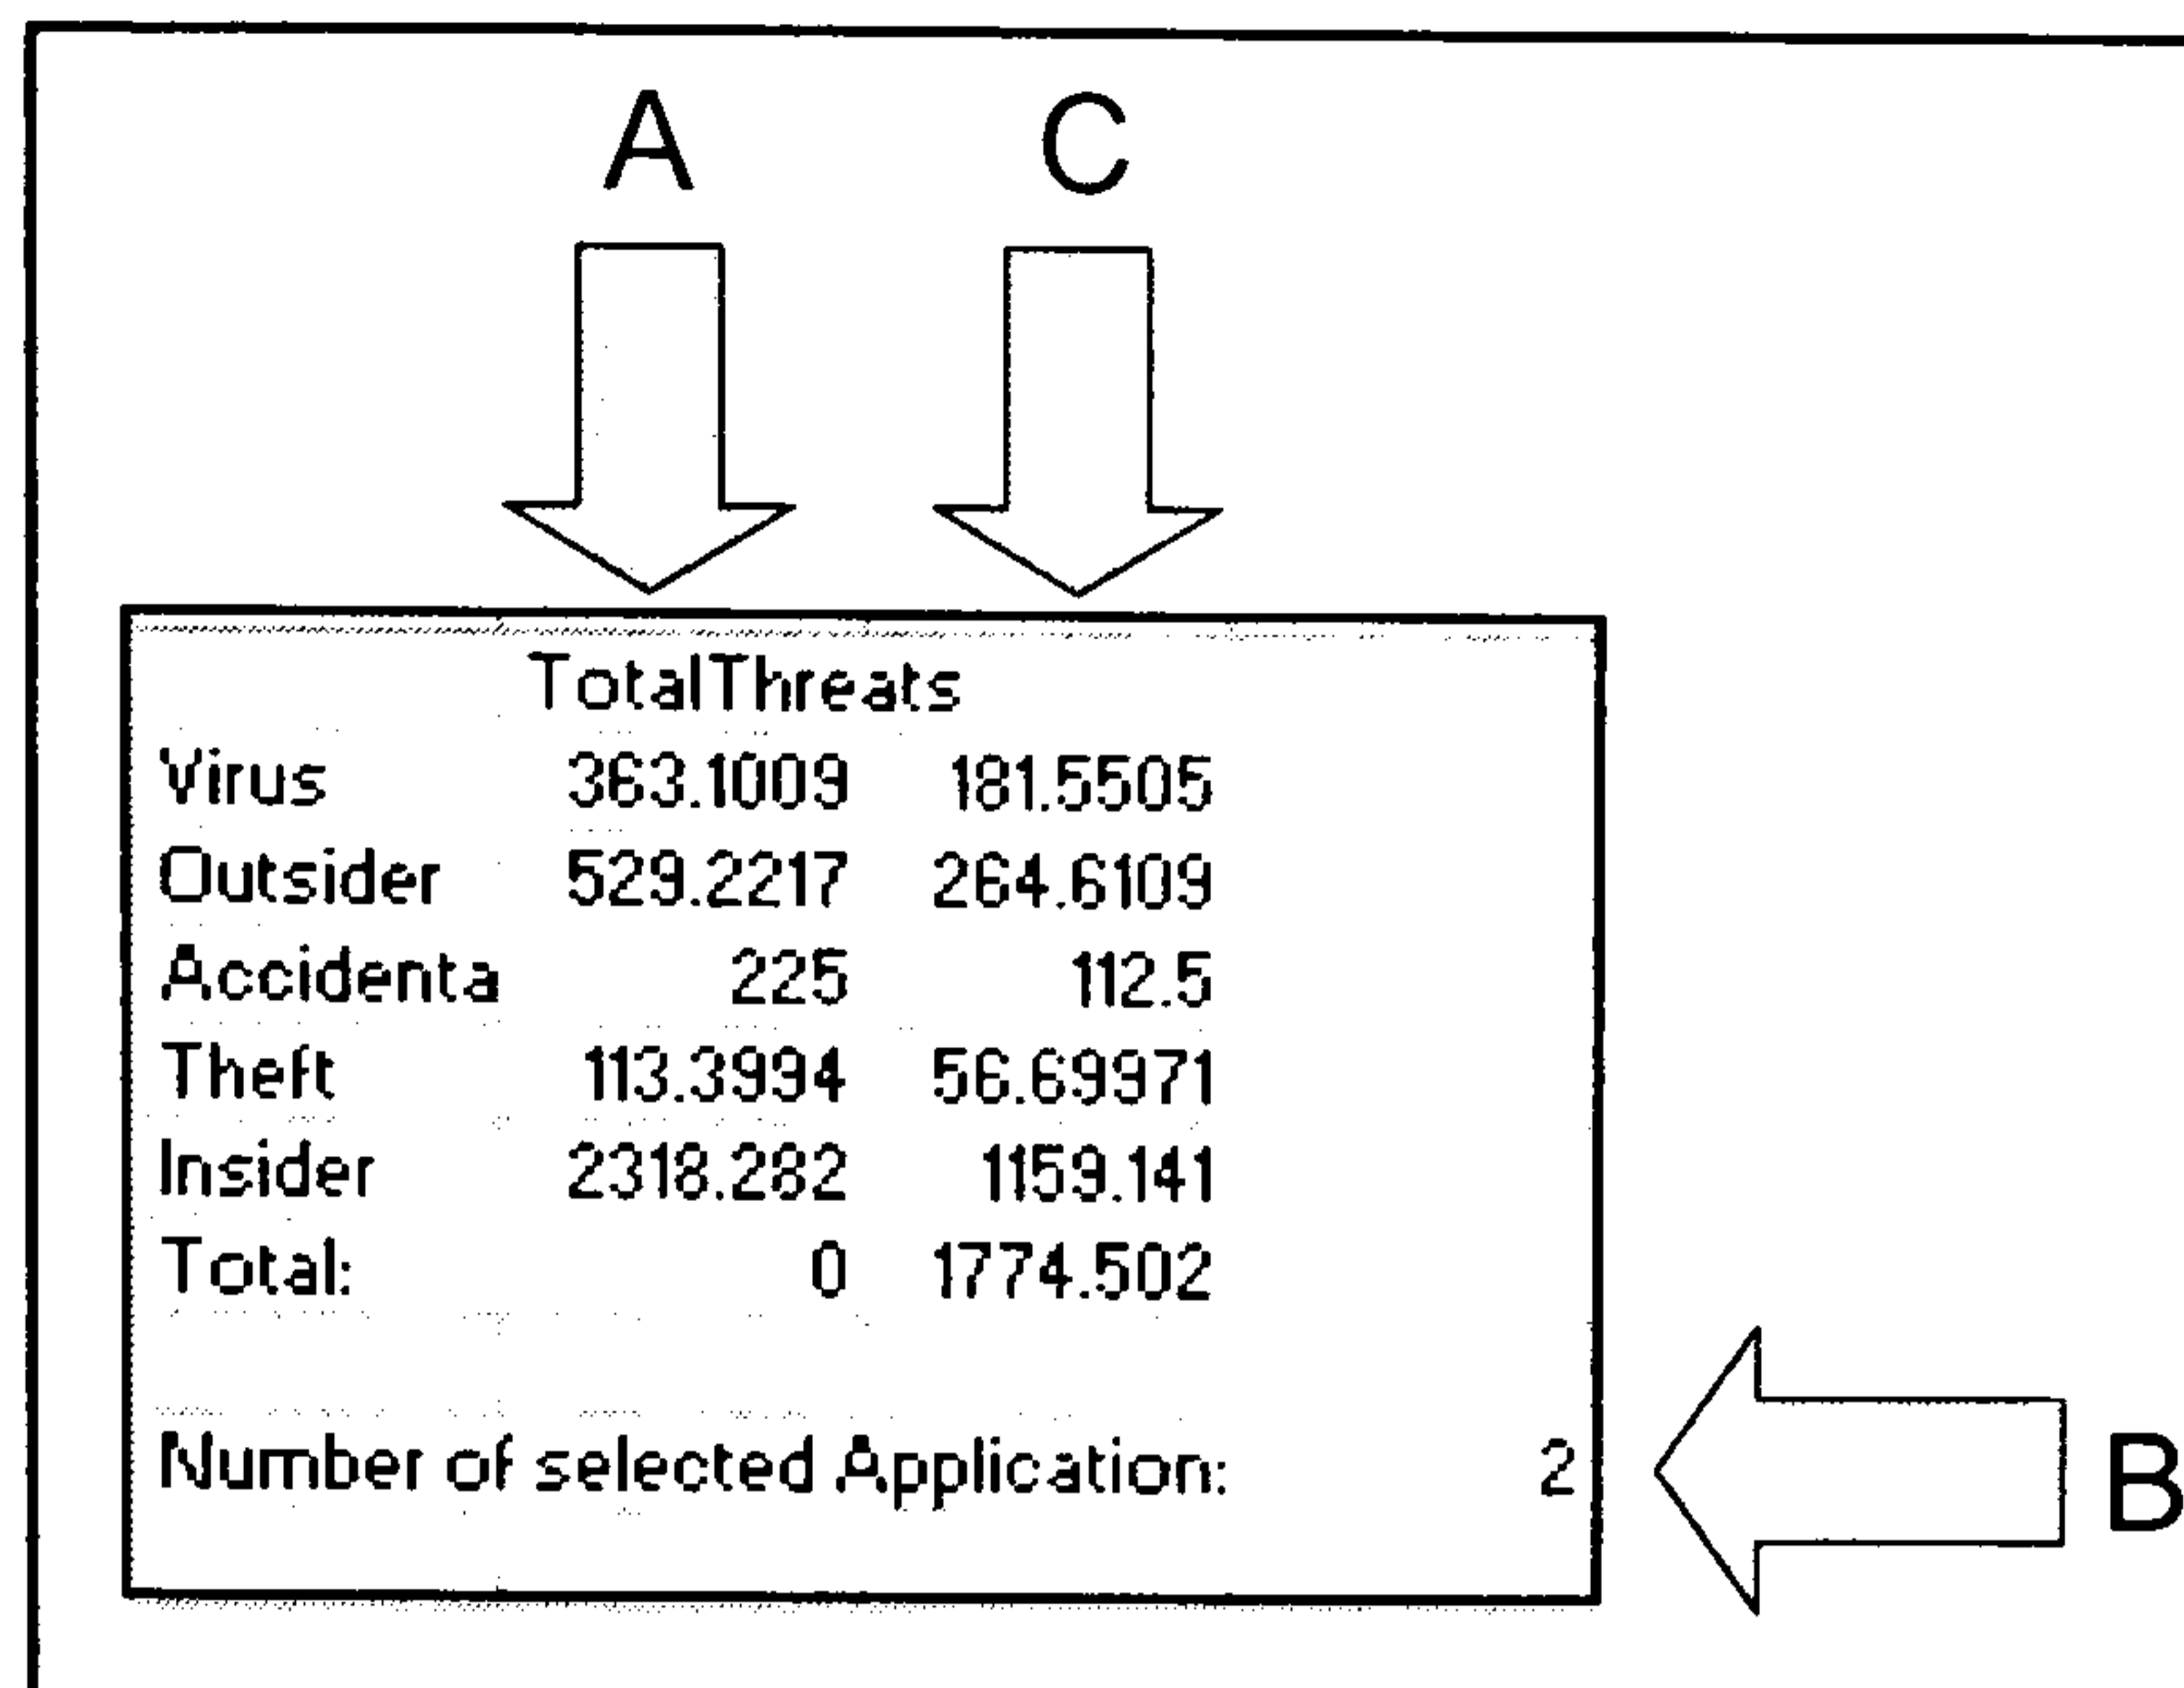 A C
TotalThreats
Virus 363.1009 181.5505
Outsider 529.2217 264.6109
Accidenta 225 112.5
Theft 113.3994 56.69971
Insider 2318.282 1159.141
Total: 0 1774.502
Number of selected Application: 2
B